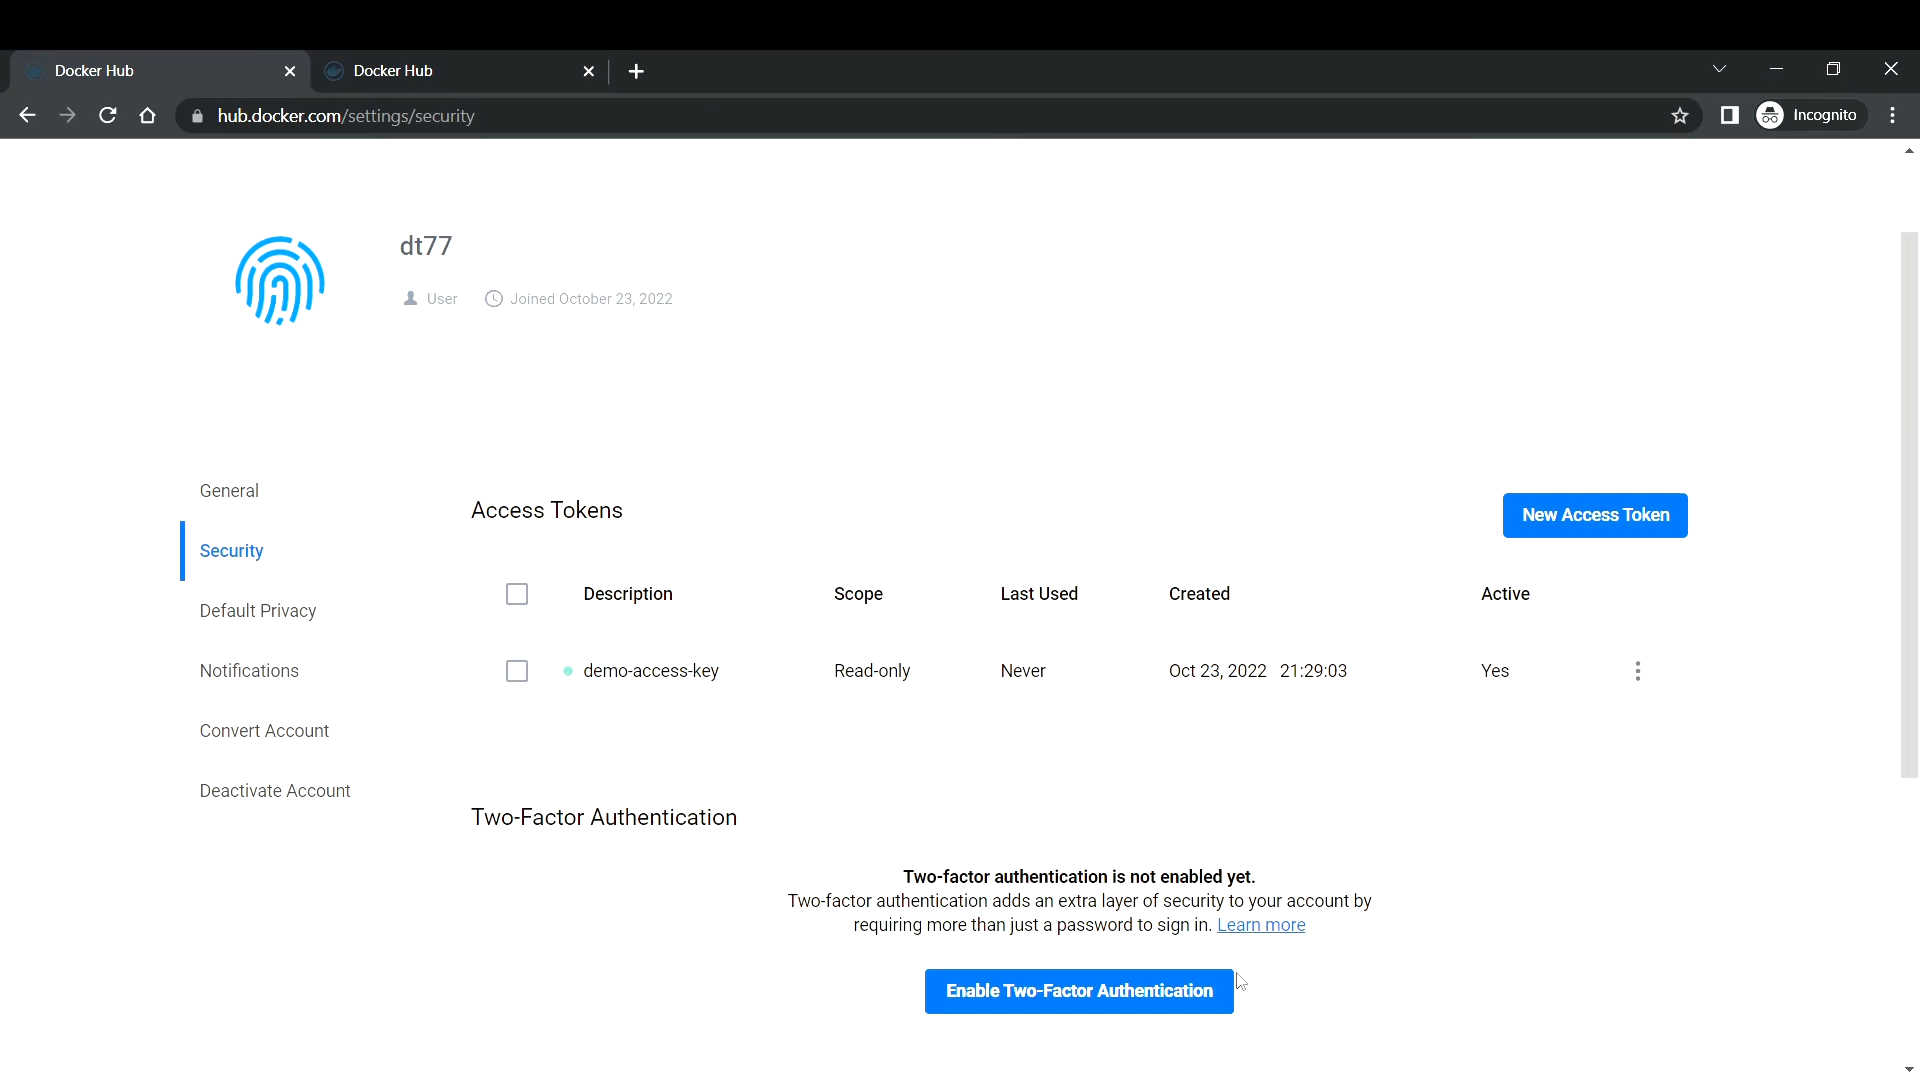 Docker Hub
Docker Hub
hub.docker.com/settings/security
Incognito
dt77
User
Joined October 23, 2022
General
Security
Default Privacy
Notifications
Convert Account
Deactivate Account
Access Tokens
New Access Token
Description Scope Last Used Created Active
demo-access-key Read-only Never Oct 23, 2022 21:29:03 Yes
Two-Factor Authentication
Two-factor authentication is not enabled yet.
Two-factor authentication adds an extra layer of security to your account by
requiring more than just a password to sign in. Learn more
Enable Two-Factor Authentication